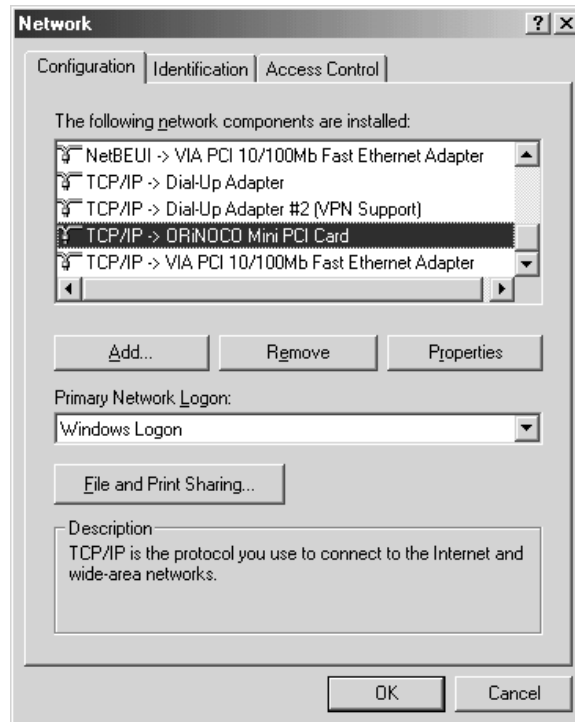 Network
Configuration Identification Access Control
The following network components are installed:
NetBEUI -> VIA PCI 10/100Mb Fast Ethernet Adapter
TCP/IP -> Dial-Up Adapter
TCP/IP -> Dial-Up Adapter #2 (VPN Support)
TCP/IP -> ORiNOCO Mini PCI Card
TCP/IP -> VIA PCI 10/100Mb Fast Ethernet Adapter
Add... Remove Properties
Primary Network Logon:
Windows Logon
File and Print Sharing...
Description
TCP/IP is the protocol you use to connect to the Internet and
wide-area networks.
OK Cancel